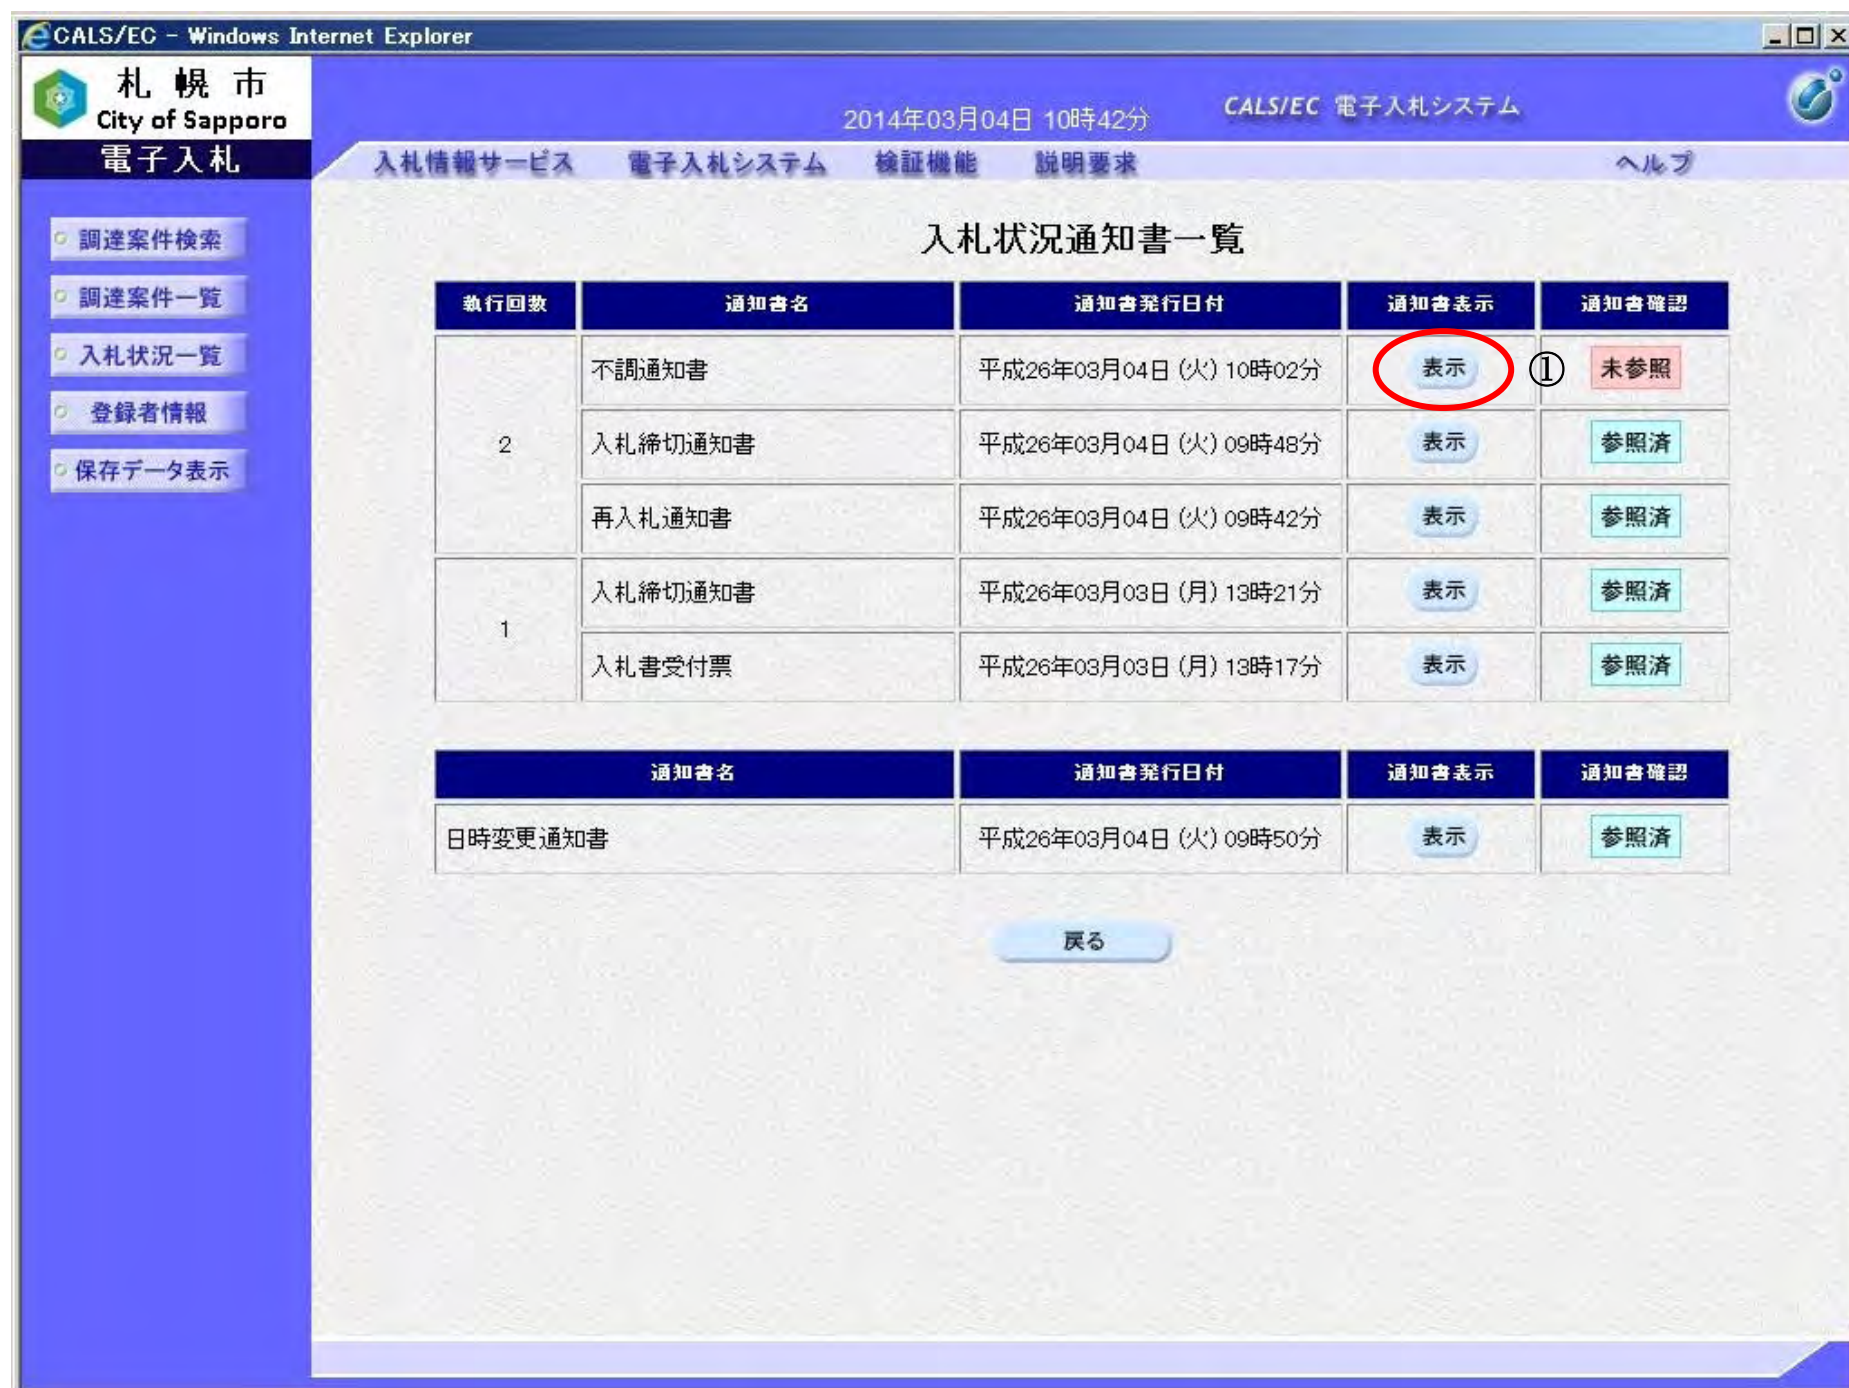 CALS/EC - Windows Internet Explorer
札幌市
City of Sapporo
2014年03月04日 10時42分
CALS/EC 電子入札システム
電子入札
入札情報サービス 電子入札システム 検証機能 説明要求 ヘルプ
調達案件検索
調達案件一覧
入札状況一覧
登録者情報
保存データ表示
入札状況通知書一覧
執行回数 通知書名 通知書発行日付 通知書表示 通知書確認
不調通知書 平成26年03月04日 (火) 10時02分 表示 ① 未参照
2 入札締切通知書 平成26年03月04日 (火) 09時48分 表示 参照済
再入札通知書 平成26年03月04日 (火) 09時42分 表示 参照済
入札締切通知書 平成26年03月03日 (月) 13時21分 表示 参照済
1
入札書受付票 平成26年03月03日 (月) 13時17分 表示 参照済
通知書名 通知書発行日付 通知書表示 通知書確認
日時変更通知書 平成26年03月04日 (火) 09時50分 表示 参照済
戻る